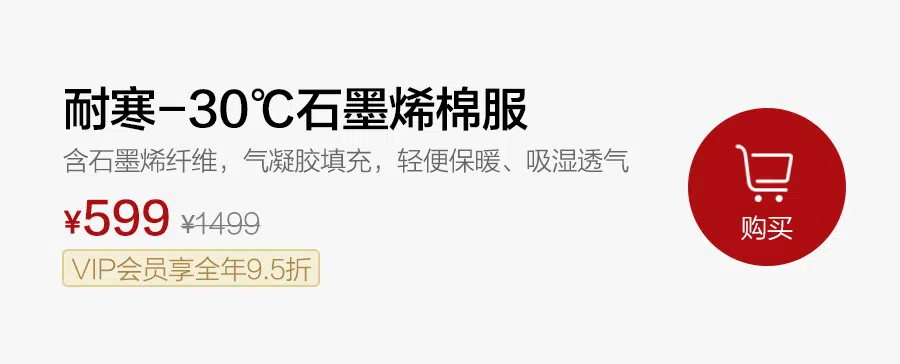 耐寒-30℃石墨烯棉服
含石墨烯纤维，气凝胶填充，轻便保暖、吸湿透气
¥599 ¥1499
VIP会员享全年9.5折
购买